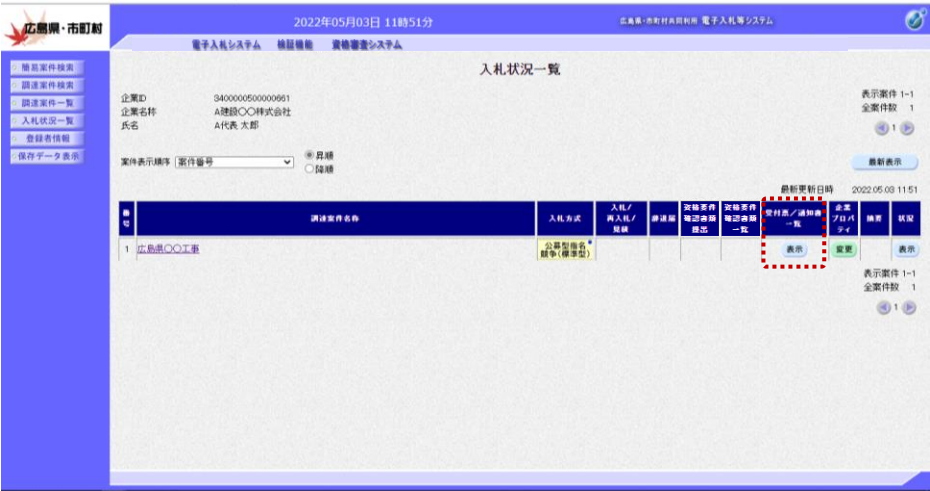 広島県・市町村
2022年05月03日 11時51分
広島県・市町村共同利用 電子入札等システム
電子入札システム 検証機能 資格審査システム
簡易案件検索
調達案件検索
調達案件一覧
入札状況一覧
登録者情報
保存データ表示
入札状況一覧
企業ID 3400000500000661
企業名称 A建設〇〇株式会社
氏名 A代表 太郎
表示案件 1-1
全案件数 1
1
案件表示順序 案件番号
昇順
降順
最新表示
最新更新日時 2022.05.03 11:51
番号
調達案件名称
入札方式
入札/
再入札/
見積
辞退届
資格要件
確認書類
提出
資格要件
確認書類
一覧
受付票/通知書
一覧
企業
プロパ
ティ
摘要
状況
1 広島県〇〇工事
公募型指名
競争(標準型)
表示
変更
表示
表示案件 1-1
全案件数 1
1